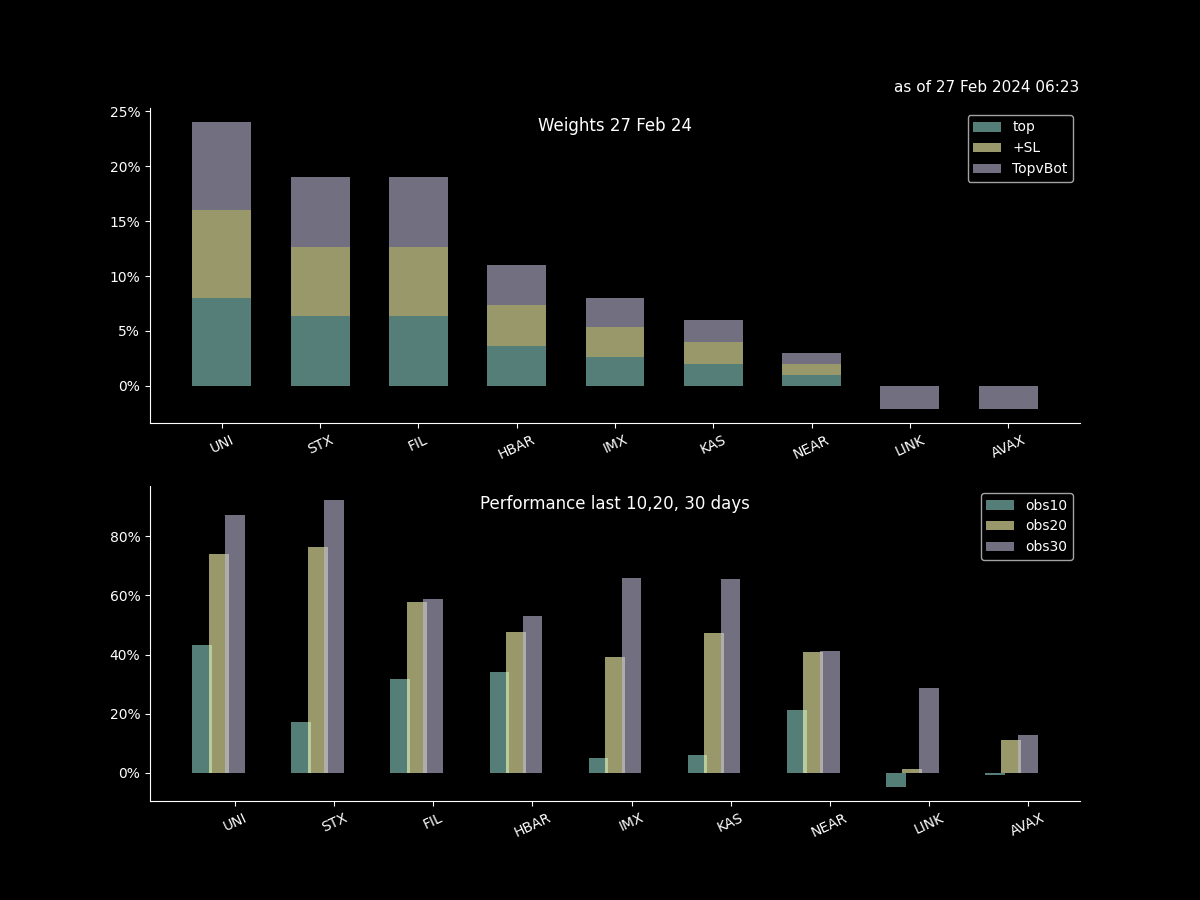 as of 27 Feb 2024 06:23
Weights 27 Feb 24
top
+SL
TopvBot
25%
20%
15%
10%
5%
0%
UNI STX FIL HBAR IMX KAS NEAR LINK AVAX
Performance last 10,20, 30 days
obs10
obs20
obs30
80%
60%
40%
20%
0%
UNI STX FIL HBAR IMX KAS NEAR LINK AVAX